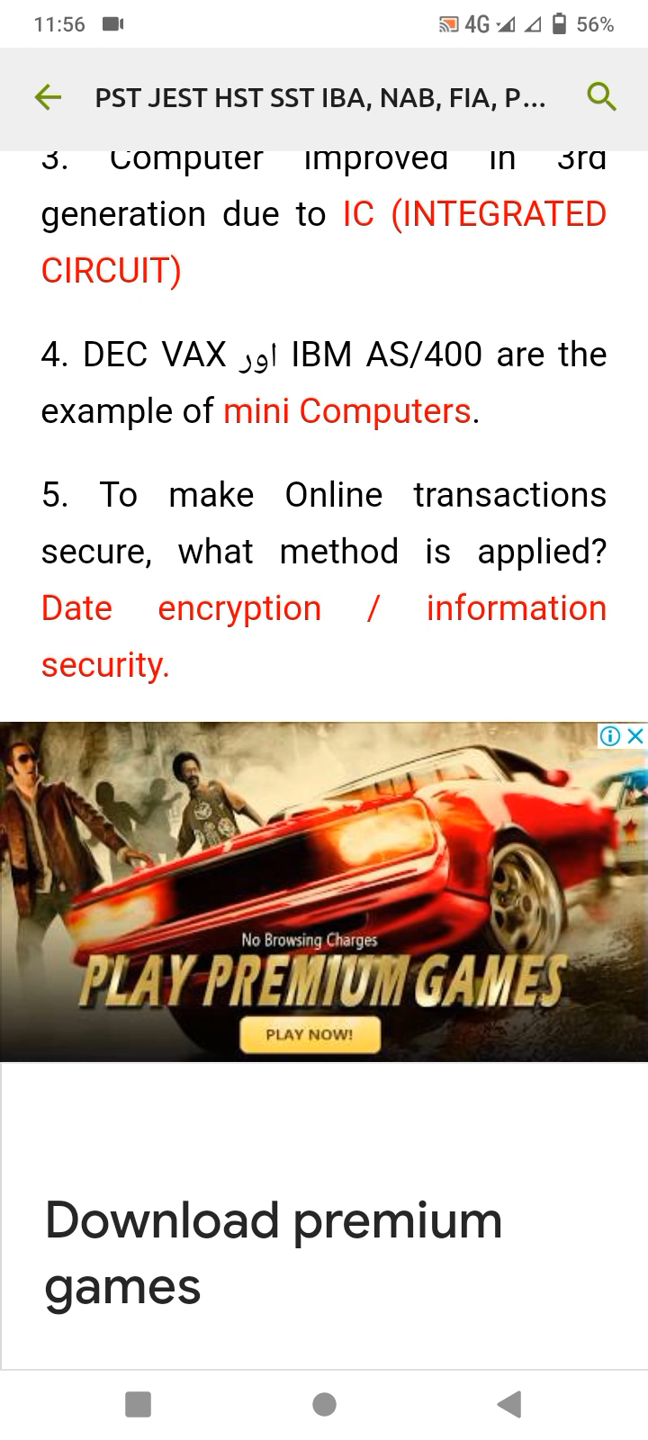 11:56 4G 56%
PST JEST HST SST IBA, NAB, FIA, P...
3. Computer improved in 3rd
generation due to IC (INTEGRATED
CIRCUIT)
4. DEC VAX اور IBM AS/400 are the
example of mini Computers.
5. To make Online transactions
secure, what method is applied?
Date encryption / information
security.
No Browsing Charges
PLAY PREMIUM GAMES
PLAY NOW!
Download premium
games